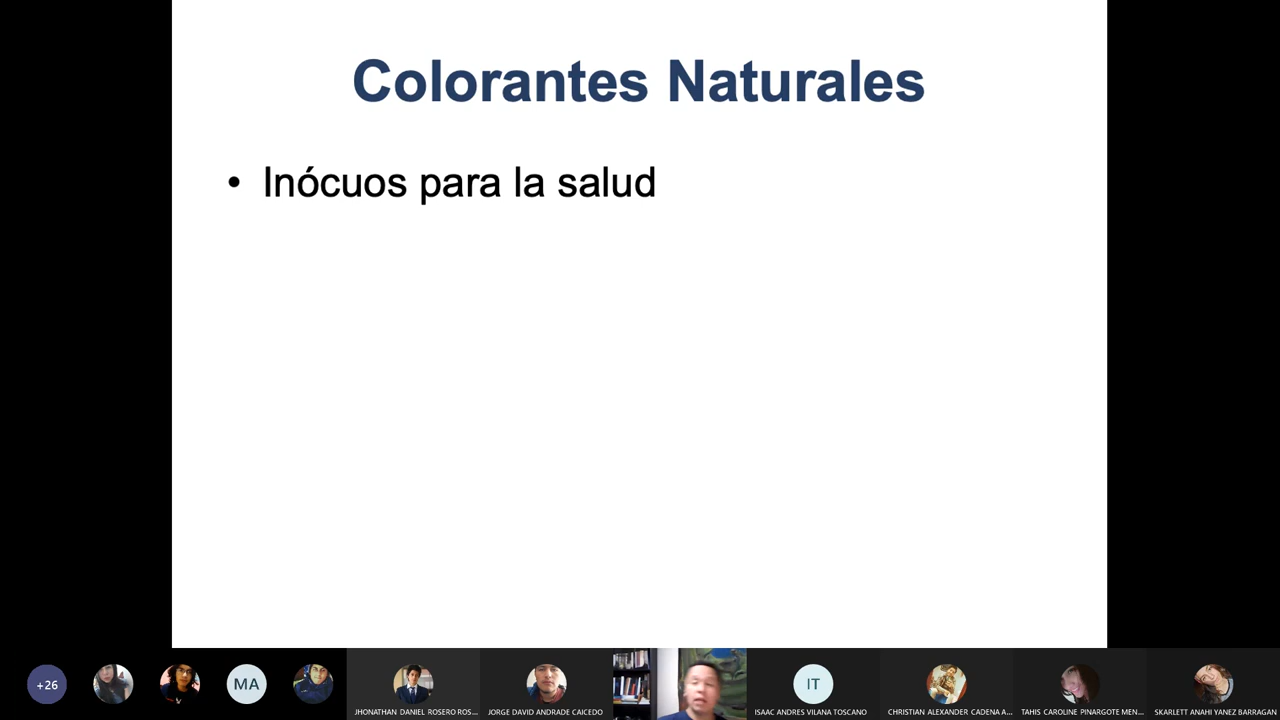 Colorantes Naturales
• Inócuos para la salud
+26
MA
JHONATHAN DANIEL ROSERO ROS...
JORGE DAVID ANDRADE CAICEDO
IT
ISAAC ANDRES VILANA TOSCANO
CHRISTIAN ALEXANDER CADENA A...
TAHIS CAROLINE PINARGOTE MEN...
SKARLETT ANAHI YANEZ BARRAGAN